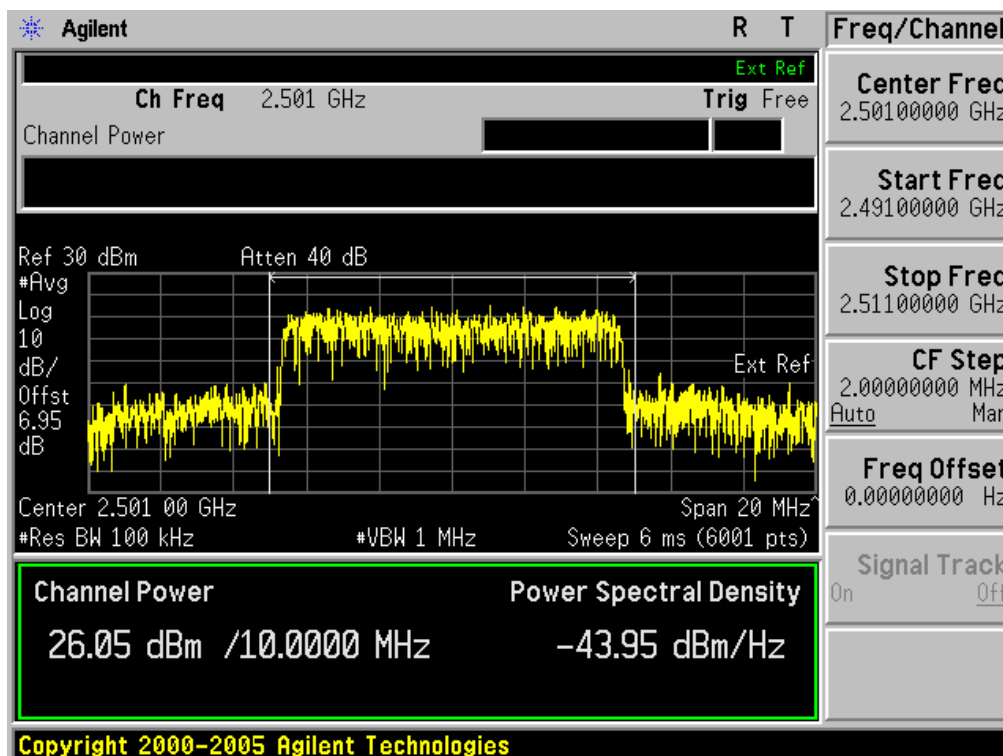 Agilent R T
Freq/Channel
Ext Ref
Ch Freq 2.501 GHz Trig Free
Channel Power
Ref 30 dBm Atten 40 dB
#Avg
Log
10
dB/
Offst
6.95
dB
Ext Ref
Center 2.501 00 GHz Span 20 MHz^
#Res BW 100 kHz #VBW 1 MHz Sweep 6 ms (6001 pts)
Channel Power Power Spectral Density
26.05 dBm /10.0000 MHz -43.95 dBm/Hz
Copyright 2000-2005 Agilent Technologies
Center Freq
2.50100000 GHz
Start Freq
2.49100000 GHz
Stop Freq
2.51100000 GHz
CF Step
2.00000000 MHz
Auto Man
Freq Offset
0.00000000 Hz
Signal Track
On Off